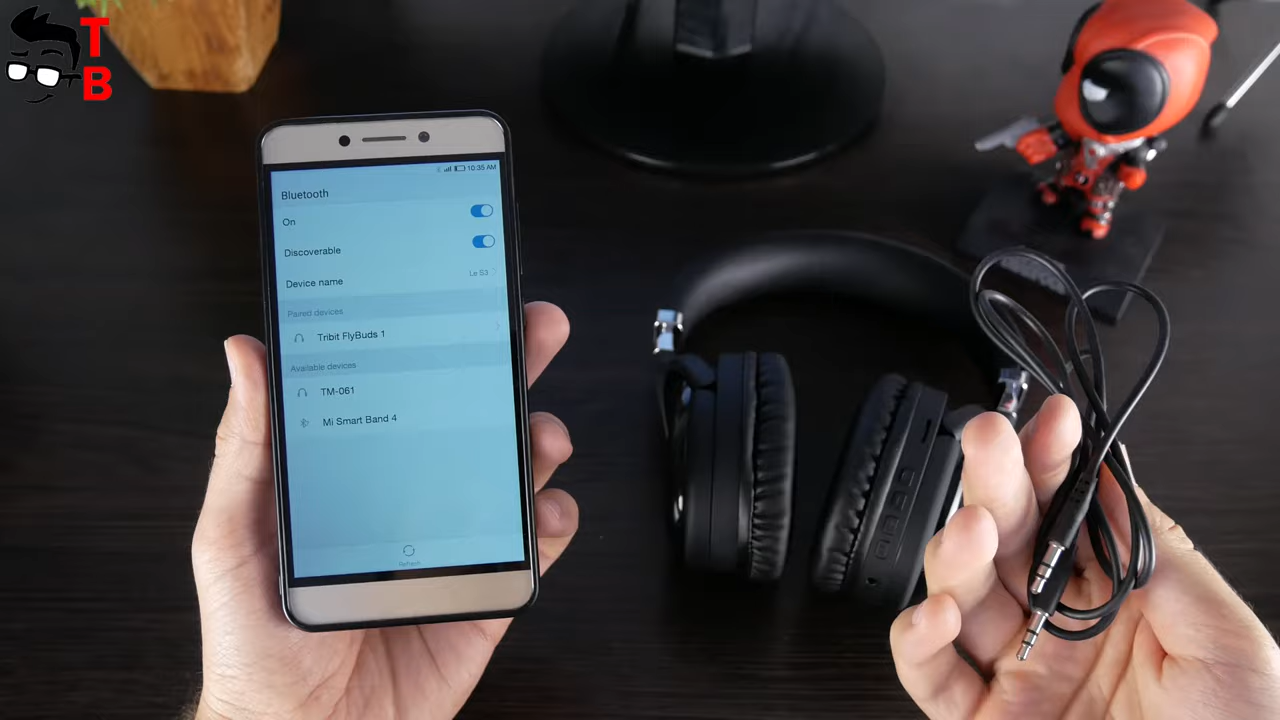 TB
10:35 AM
Bluetooth
On
Discoverable
Device name
Le S3
Paired devices
Tribit FlyBuds 1
Available devices
TM-061
Mi Smart Band 4
Refresh